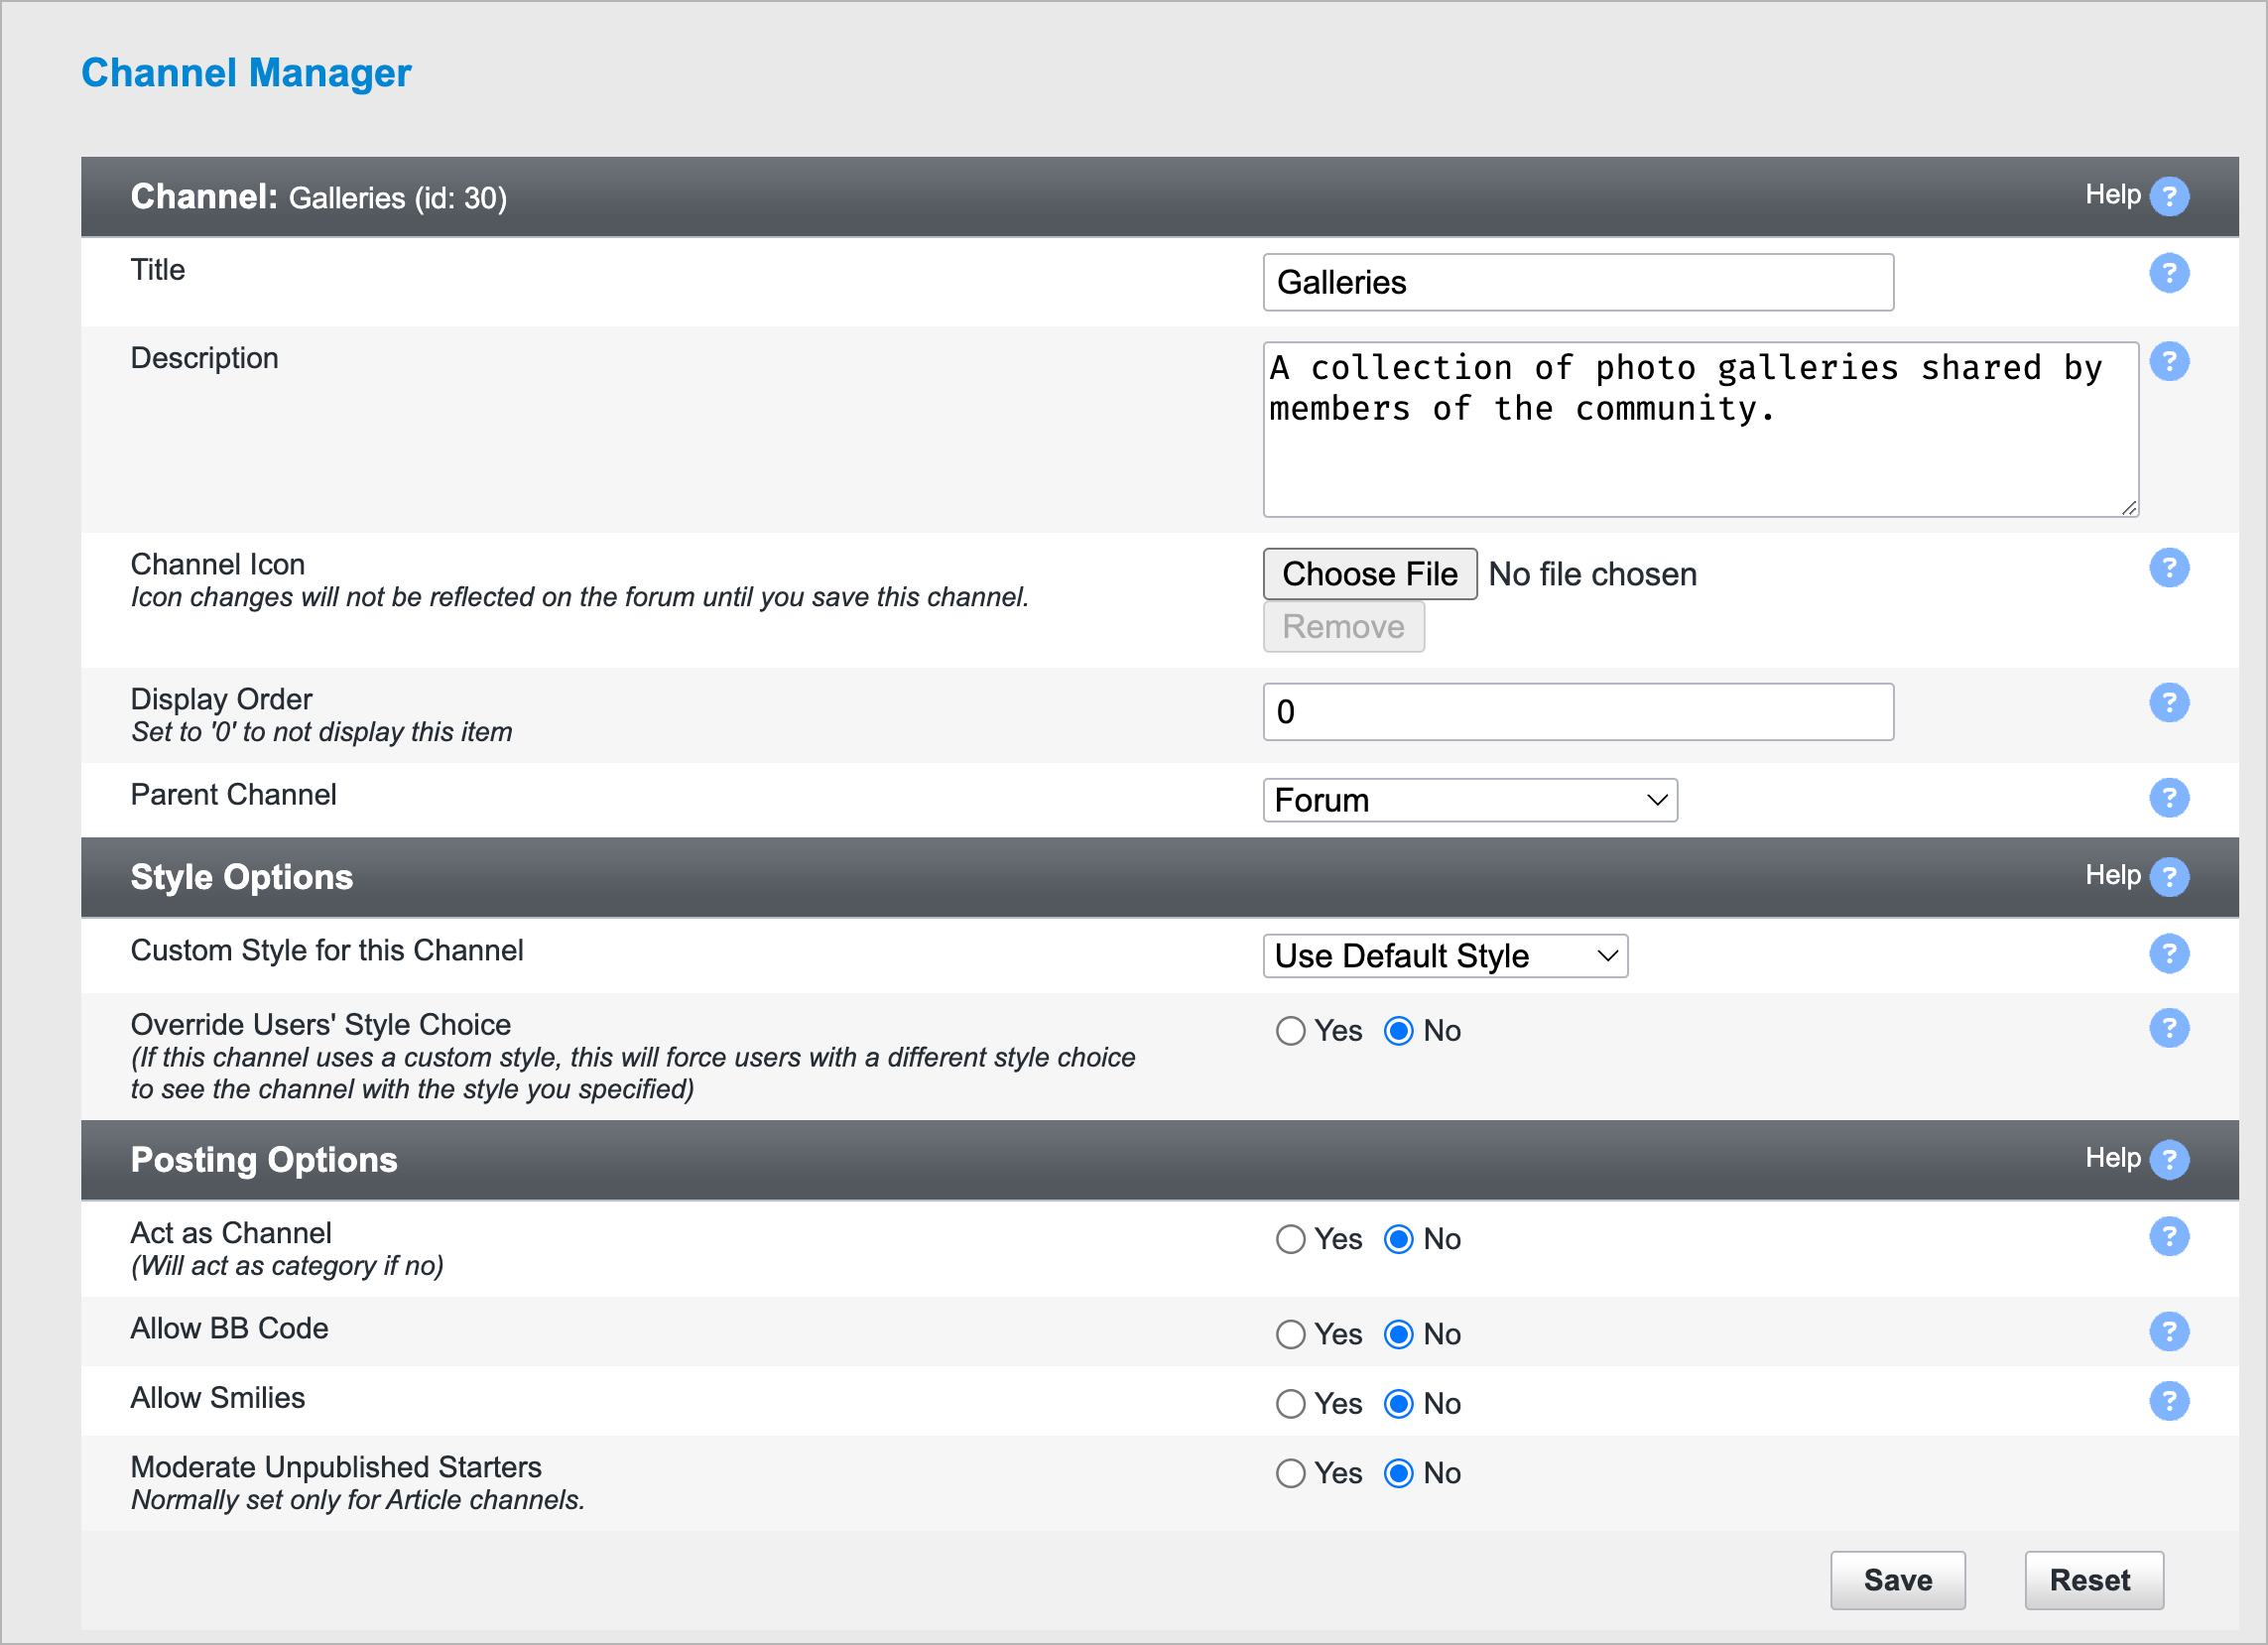 Channel Manager
Channel: Galleries (id: 30) Help ?
Title Galleries ?
Description ?
A collection of photo galleries shared by
members of the community.
Channel Icon Choose File No file chosen ?
Icon changes will not be reflected on the forum until you save this channel.
Remove
Display Order 0 ?
Set to '0' to not display this item
Parent Channel Forum ?
Style Options Help ?
Custom Style for this Channel Use Default Style ?
Override Users' Style Choice Yes No ?
(If this channel uses a custom style, this will force users with a different style choice
to see the channel with the style you specified)
Posting Options Help ?
Act as Channel Yes No ?
(Will act as category if no)
Allow BB Code Yes No ?
Allow Smilies Yes No ?
Moderate Unpublished Starters Yes No
Normally set only for Article channels.
Save Reset